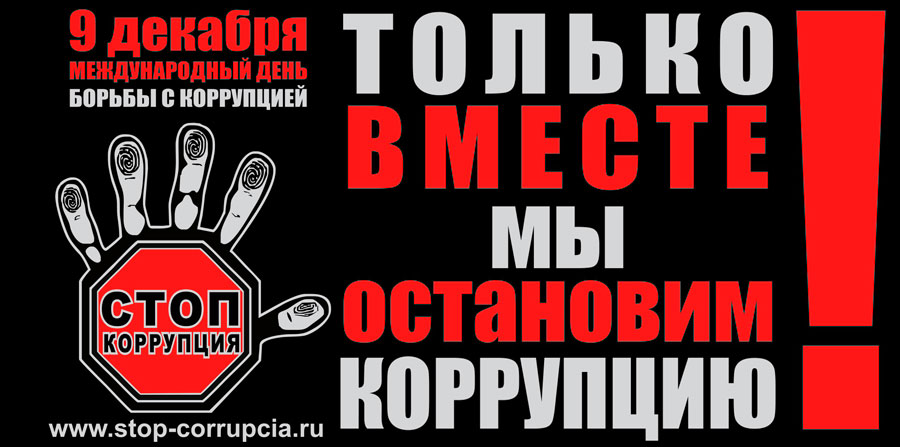 9 декабря
МЕЖДУНАРОДНЫЙ ДЕНЬ
БОРЬБЫ С КОРРУПЦИЕЙ
СТОП
КОРРУПЦИЯ
www.stop-corrupcia.ru
ТОЛЬКО
ВМЕСТЕ
МЫ
ОСТАНОВИМ
КОРРУПЦИЮ
!